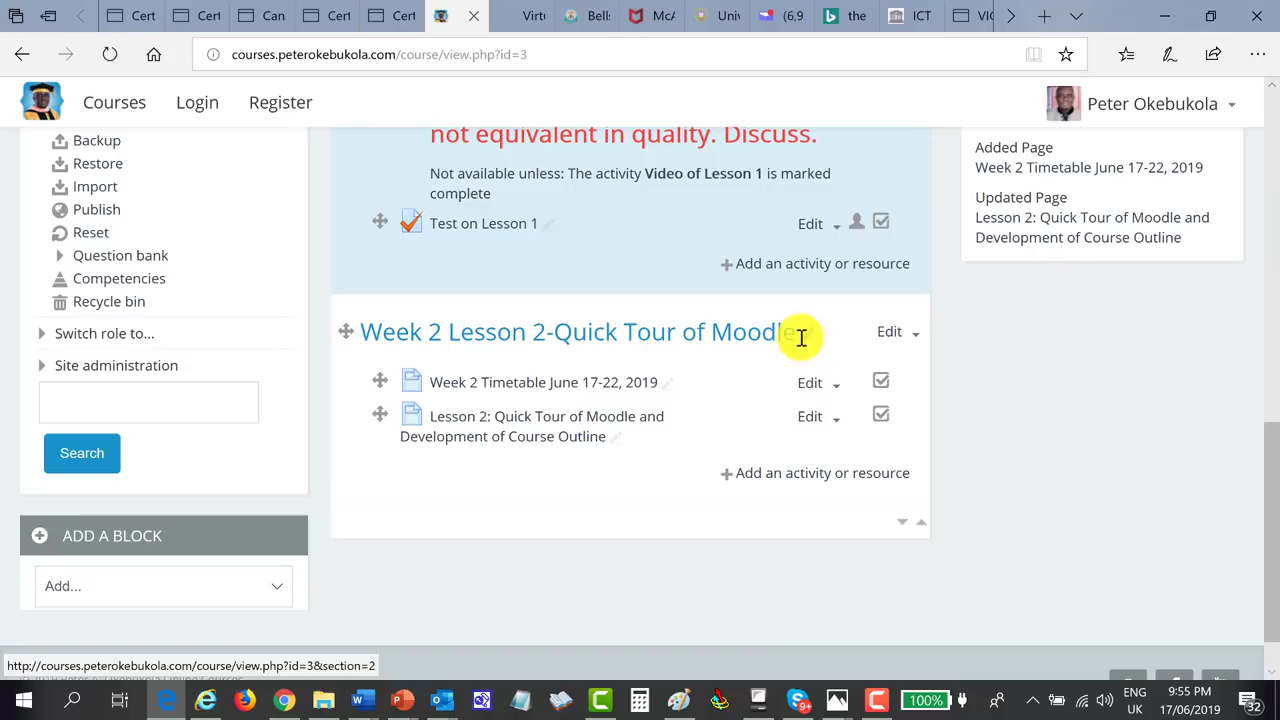 Cert
Cert
Cert
Cert
Virtu
Bells
McA
Univ
(6,9
the
ICT
VIC
courses.peterokebukola.com/course/view.php?id=3
Courses
Login
Register
Peter Okebukola
Backup
Restore
Import
Publish
Reset
Question bank
Competencies
Recycle bin
Switch role to...
Site administration
Search
ADD A BLOCK
Add...
not equivalent in quality. Discuss.
Not available unless: The activity Video of Lesson 1 is marked
complete
Test on Lesson 1
Edit
Add an activity or resource
Week 2 Lesson 2-Quick Tour of Moodle
Edit
Week 2 Timetable June 17-22, 2019
Edit
Lesson 2: Quick Tour of Moodle and
Development of Course Outline
Edit
Add an activity or resource
Added Page
Week 2 Timetable June 17-22, 2019
Updated Page
Lesson 2: Quick Tour of Moodle and
Development of Course Outline
http://courses.peterokebukola.com/course/view.php?id=3&section=2
100%
ENG
UK
9:55 PM
17/06/2019
32
9+